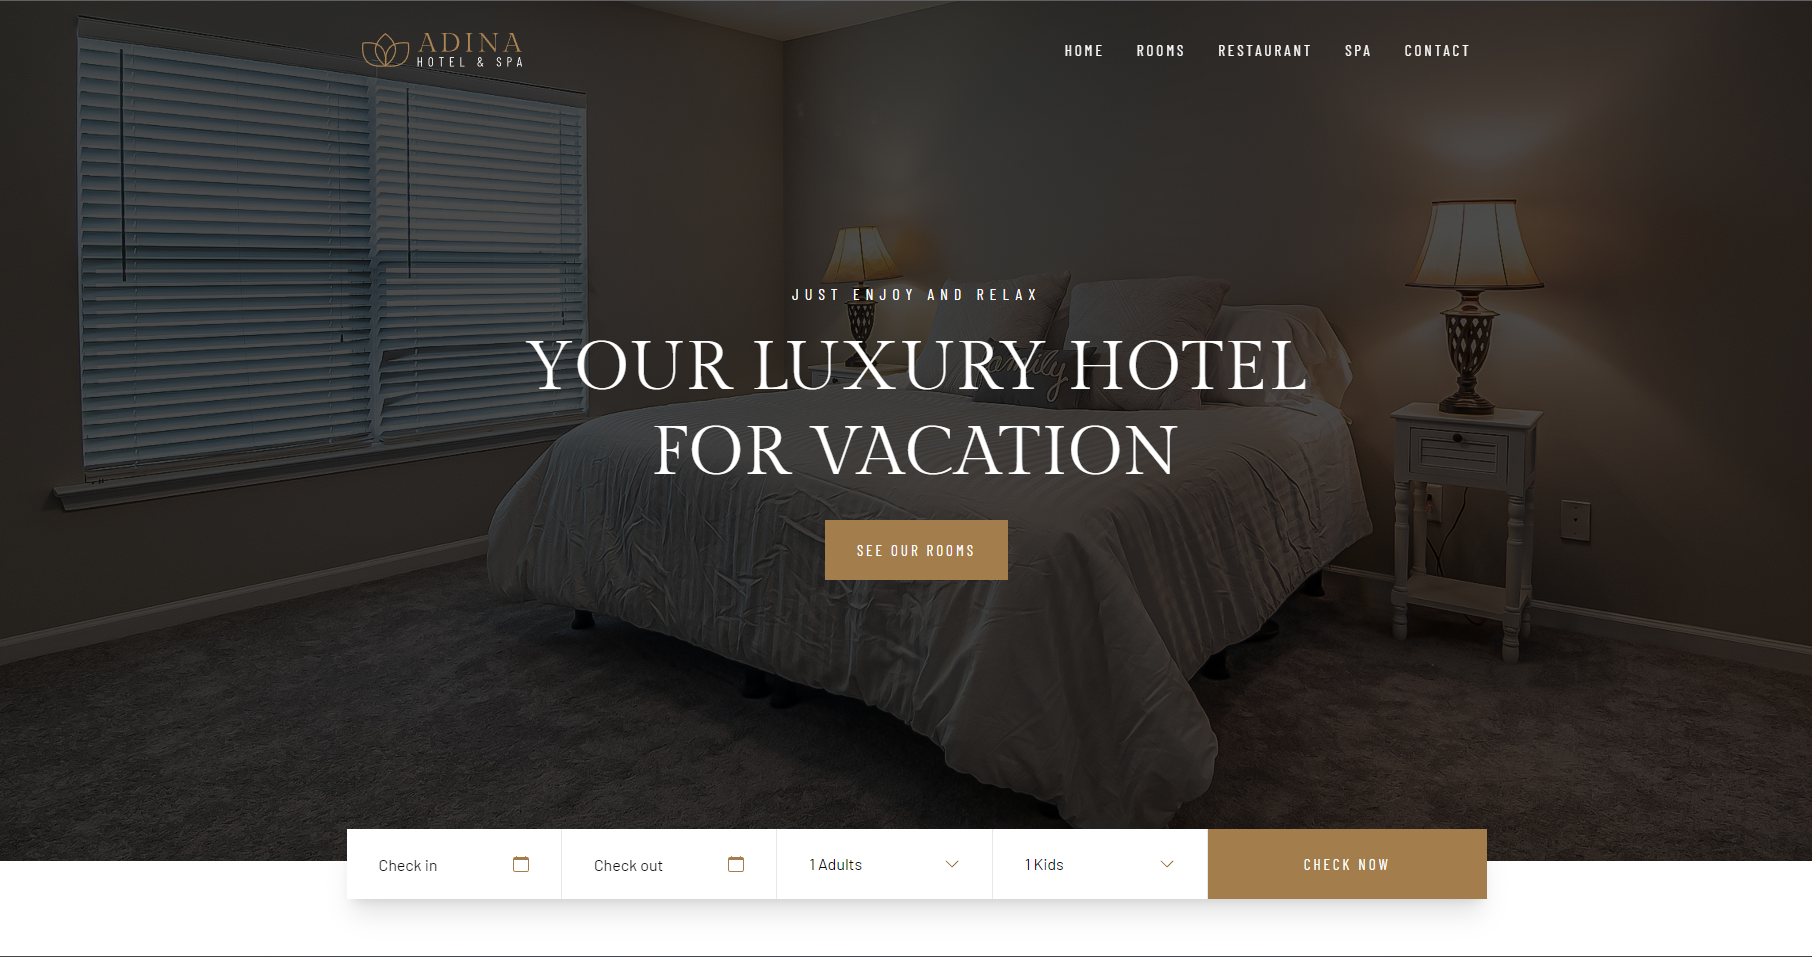 ADINA
HOTEL & SPA
HOME ROOMS RESTAURANT SPA CONTACT
JUST ENJOY AND RELAX
YOUR LUXURY HOTEL
FOR VACATION
family
SEE OUR ROOMS
Check in Check out 1 Adults 1 Kids CHECK NOW